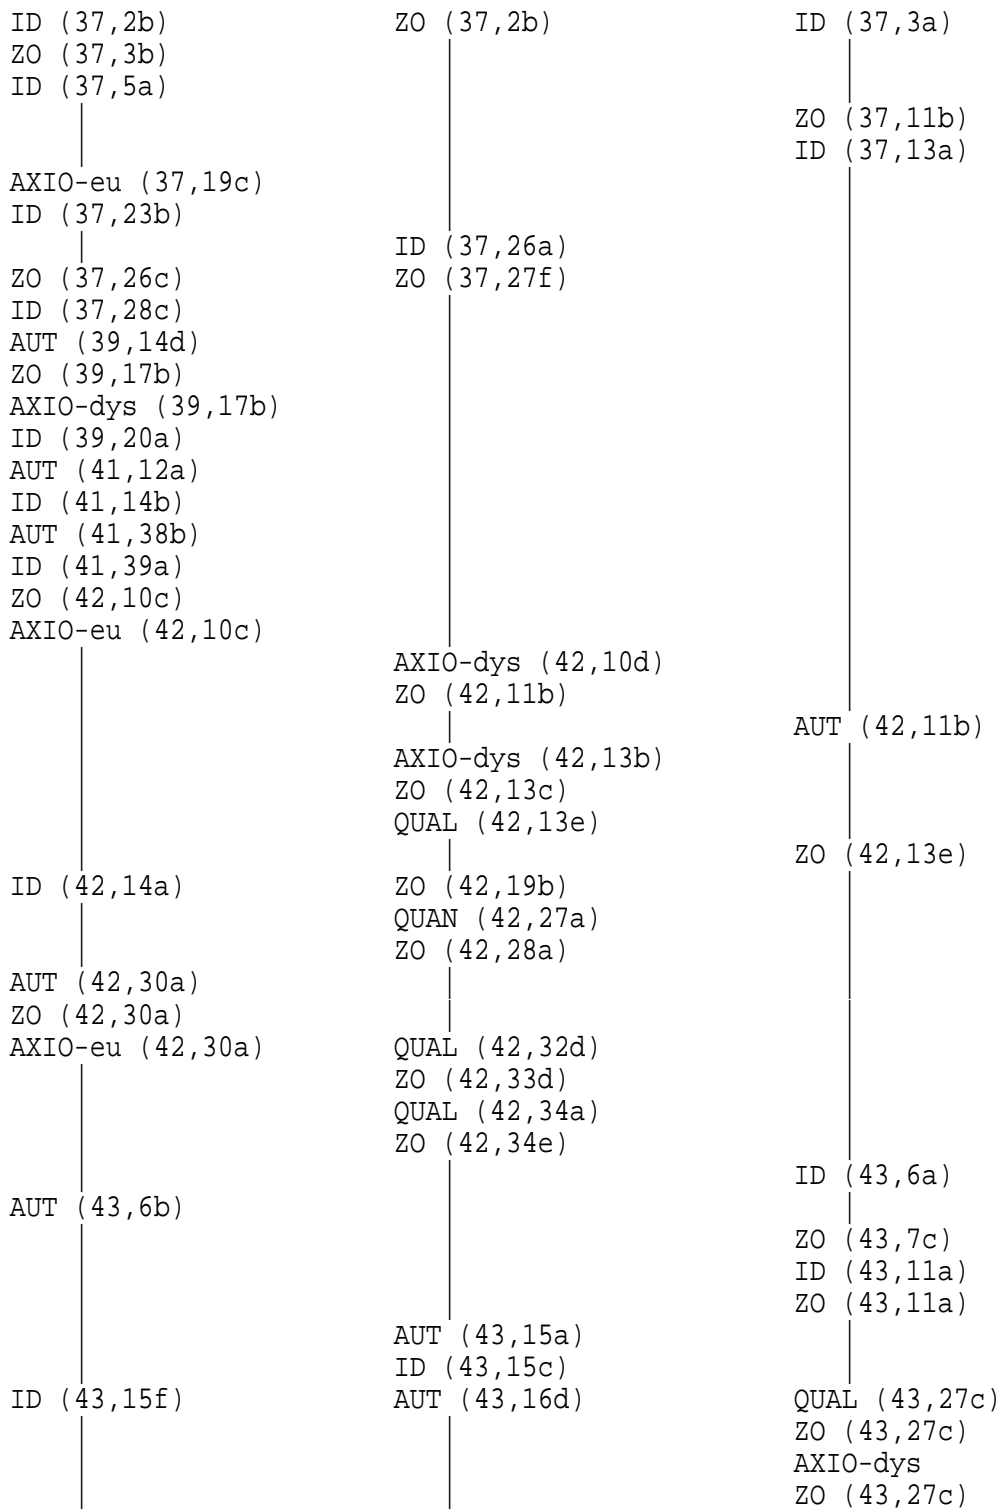 ID (37,2b) ZO (37,2b) ID (37,3a)
ZO (37,3b)
ID (37,5a)
ZO (37,11b)
ID (37,13a)
AXIO-eu (37,19c)
ID (37,23b)
ID (37,26a)
ZO (37,26c) ZO (37,27f)
ID (37,28c)
AUT (39,14d)
ZO (39,17b)
AXIO-dys (39,17b)
ID (39,20a)
AUT (41,12a)
ID (41,14b)
AUT (41,38b)
ID (41,39a)
ZO (42,10c)
AXIO-eu (42,10c)
AXIO-dys (42,10d)
ZO (42,11b)
AUT (42,11b)
AXIO-dys (42,13b)
ZO (42,13c)
QUAL (42,13e)
ZO (42,13e)
ID (42,14a) ZO (42,19b)
QUAN (42,27a)
ZO (42,28a)
AUT (42,30a)
ZO (42,30a)
AXIO-eu (42,30a) QUAL (42,32d)
ZO (42,33d)
QUAL (42,34a)
ZO (42,34e)
ID (43,6a)
AUT (43,6b)
ZO (43,7c)
ID (43,11a)
ZO (43,11a)
AUT (43,15a)
ID (43,15c)
ID (43,15f) AUT (43,16d) QUAL (43,27c)
ZO (43,27c)
AXIO-dys
ZO (43,27c)